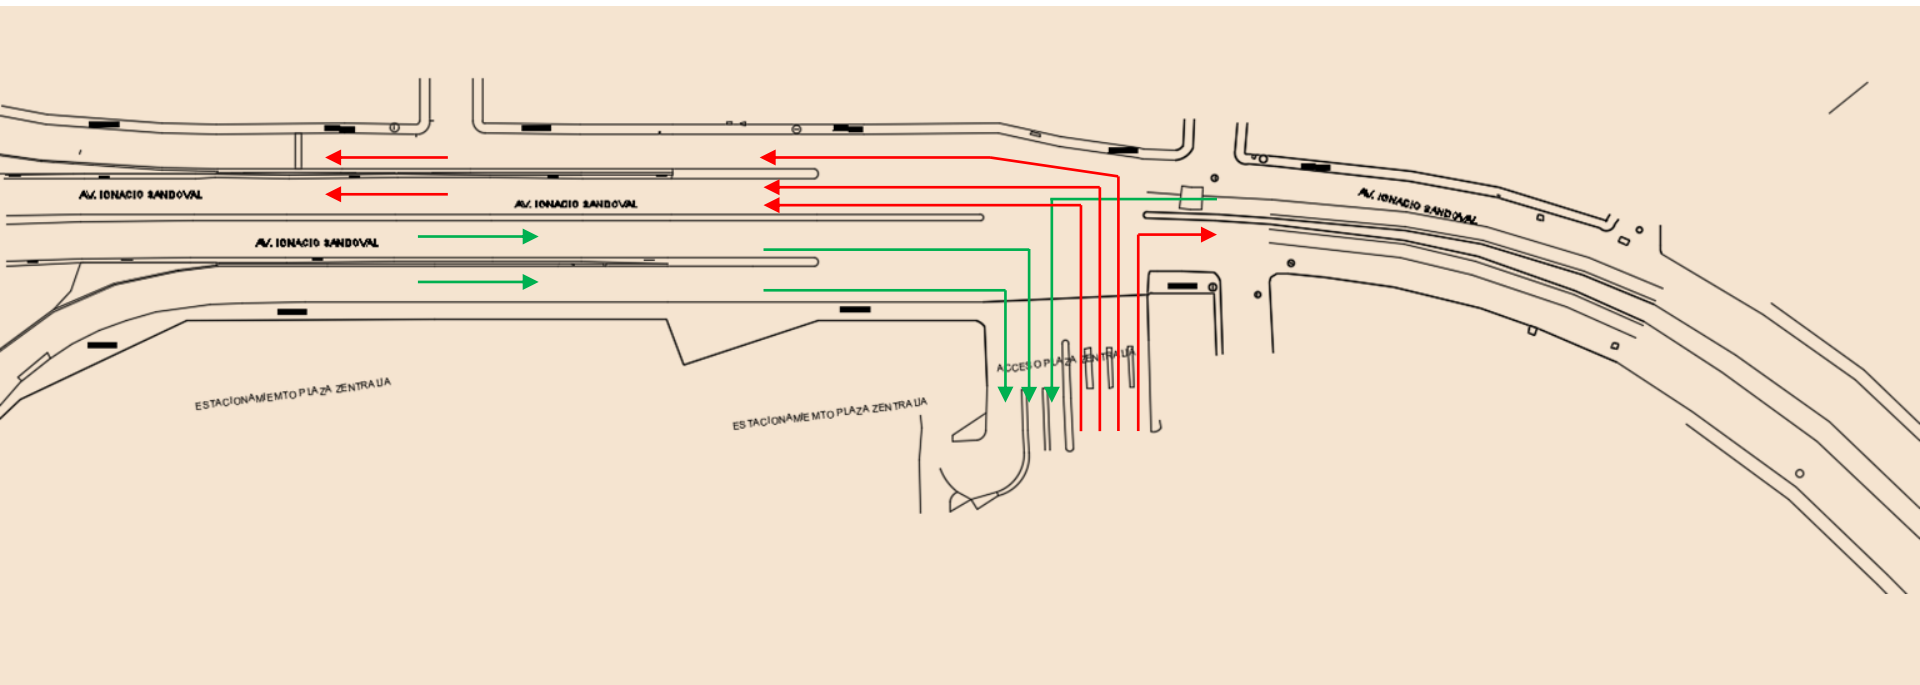 AV. IGNACIO SANDOVAL
AV. IGNACIO SANDOVAL
AV. IGNACIO SANDOVAL
AV. IGNACIO SANDOVAL
ACCESO PLAZA ZENTRALIA
ESTACIONAMIEMTO PLAZA ZENTRALIA
ESTACIONAMIEMTO PLAZA ZENTRALIA